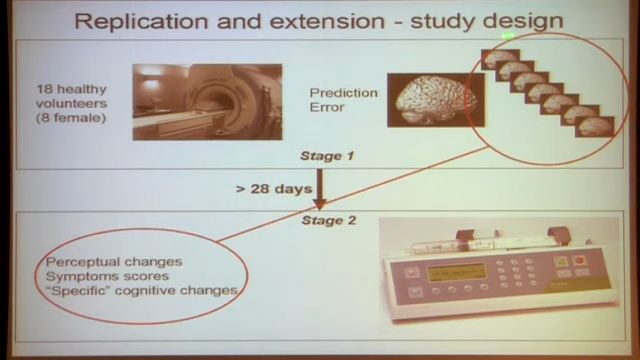 Replication and extension - study design
18 healthy
volunteers
(8 female)
Prediction
Error
Stage 1
> 28 days
Stage 2
Perceptual changes
Symptoms scores
“Specific” cognitive changes